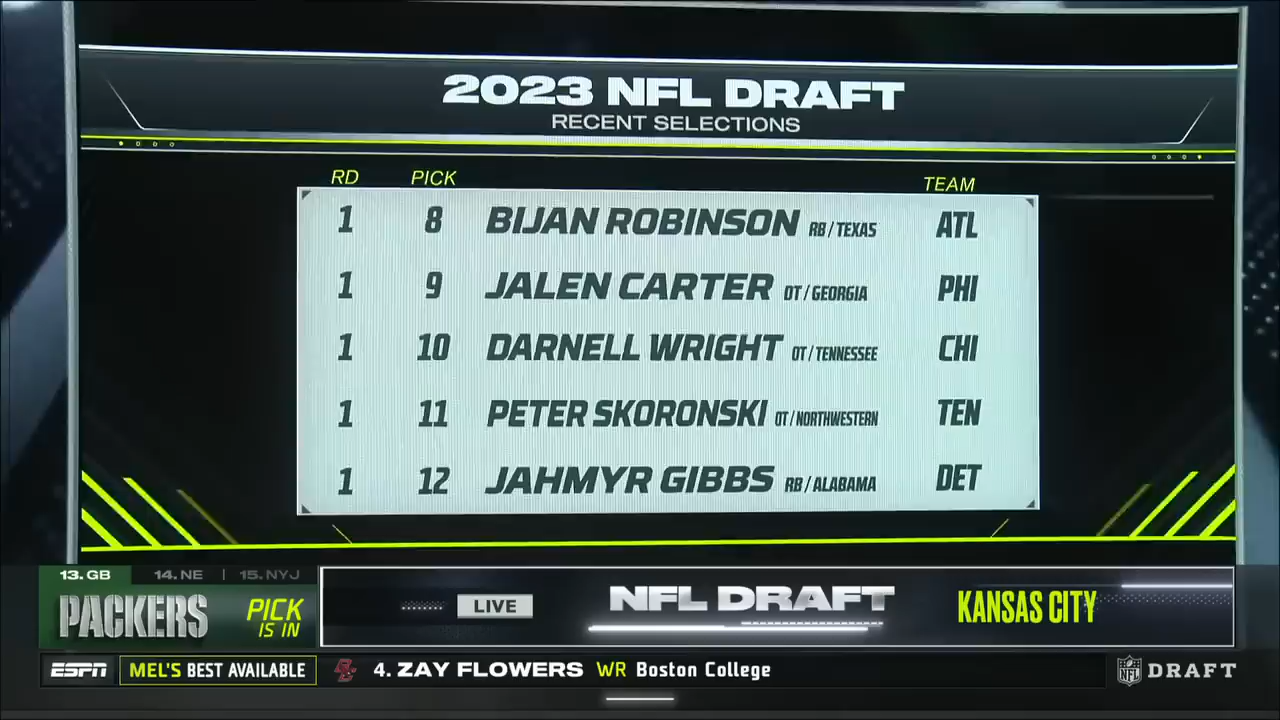 2023 NFL DRAFT
RECENT SELECTIONS
RD PICK TEAM
1 8 BIJAN ROBINSON RB / TEXAS ATL
1 9 JALEN CARTER DT / GEORGIA PHI
1 10 DARNELL WRIGHT OT / TENNESSEE CHI
1 11 PETER SKORONSKI OT / NORTHWESTERN TEN
1 12 JAHMYR GIBBS RB / ALABAMA DET
13. GB 14. NE | 15. NYJ
PACKERS PICK IS IN
LIVE NFL DRAFT KANSAS CITY
ESPN MEL'S BEST AVAILABLE BC 4. ZAY FLOWERS WR Boston College NFL DRAFT